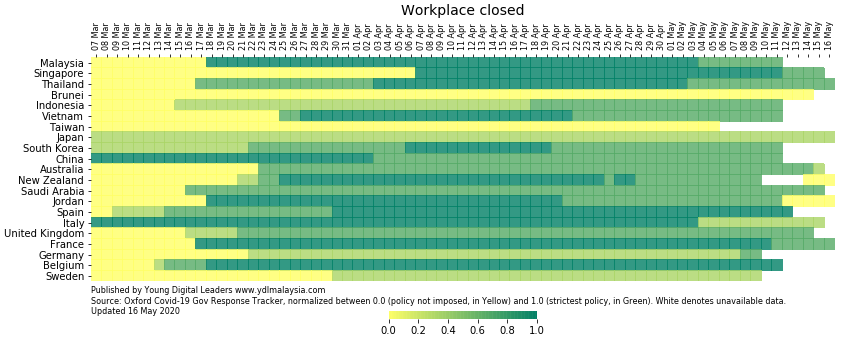 Workplace closed
07 Mar
08 Mar
09 Mar
10 Mar
11 Mar
12 Mar
13 Mar
14 Mar
15 Mar
16 Mar
17 Mar
18 Mar
19 Mar
20 Mar
21 Mar
22 Mar
23 Mar
24 Mar
25 Mar
26 Mar
27 Mar
28 Mar
29 Mar
30 Mar
31 Mar
01 Apr
02 Apr
03 Apr
04 Apr
05 Apr
06 Apr
07 Apr
08 Apr
09 Apr
10 Apr
11 Apr
12 Apr
13 Apr
14 Apr
15 Apr
16 Apr
17 Apr
18 Apr
19 Apr
20 Apr
21 Apr
22 Apr
23 Apr
24 Apr
25 Apr
26 Apr
27 Apr
28 Apr
29 Apr
30 Apr
01 May
02 May
03 May
04 May
05 May
06 May
07 May
08 May
09 May
10 May
11 May
12 May
13 May
14 May
15 May
16 May
Malaysia
Singapore
Thailand
Brunei
Indonesia
Vietnam
Taiwan
Japan
South Korea
China
Australia
New Zealand
Saudi Arabia
Jordan
Spain
Italy
United Kingdom
France
Germany
Belgium
Sweden
Published by Young Digital Leaders www.ydlmalaysia.com
Source: Oxford Covid-19 Gov Response Tracker, normalized between 0.0 (policy not imposed, in Yellow) and 1.0 (strictest policy, in Green). White denotes unavailable data.
Updated 16 May 2020
0.0 0.2 0.4 0.6 0.8 1.0